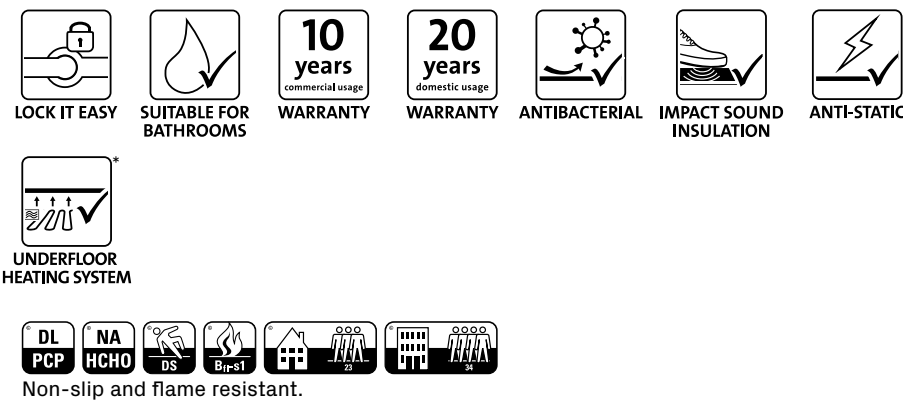 10
years
commercial usage
20
years
domestic usage
LOCK IT EASY
SUITABLE FOR
BATHROOMS
WARRANTY
WARRANTY
ANTIBACTERIAL
IMPACT SOUND
INSULATION
ANTI-STATIC
*
UNDERFLOOR
HEATING SYSTEM
© DL
PCP
© NA
HCHO
© DS
© Bfl-s1
© 23
© 34
Non-slip and flame resistant.